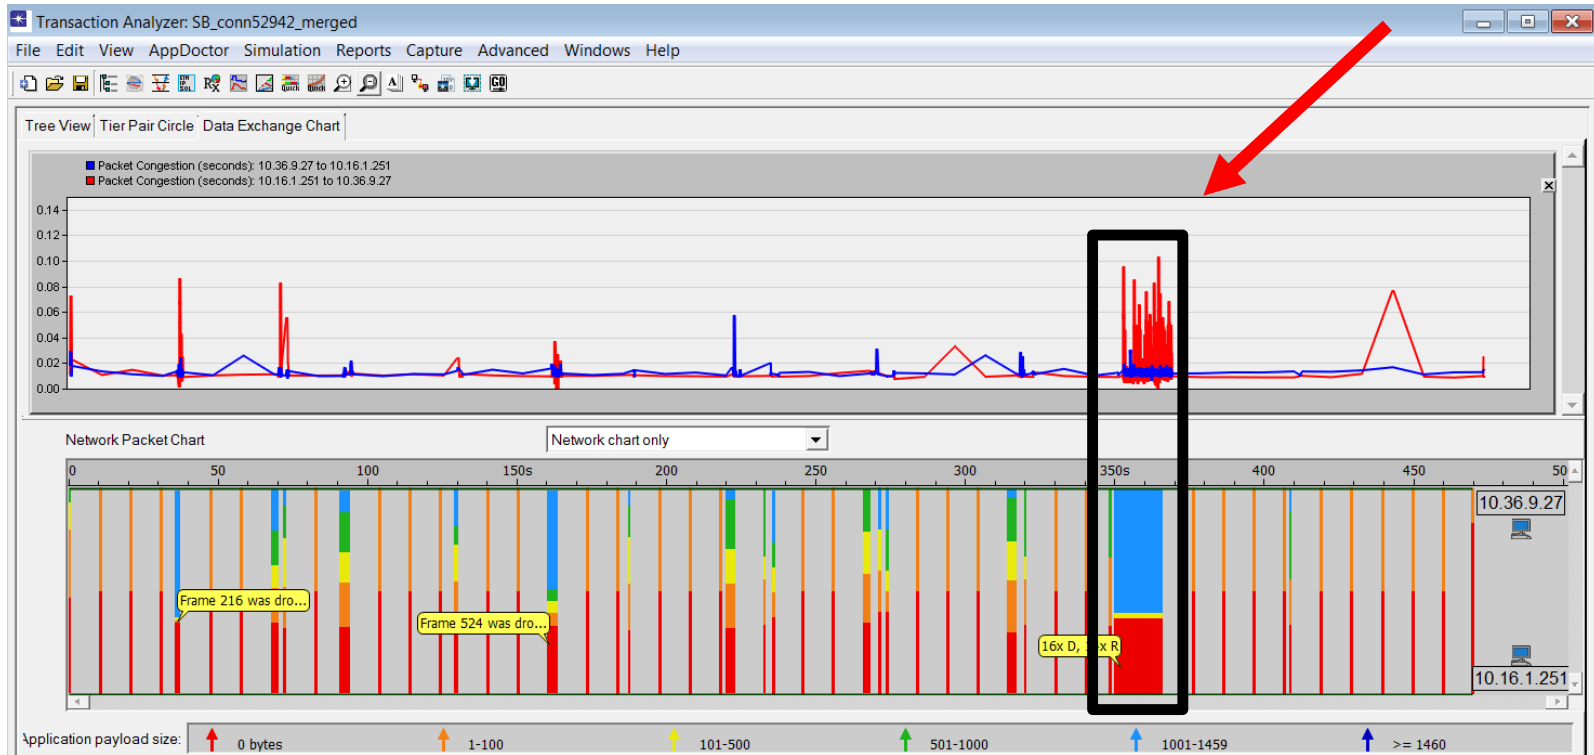 Transaction Analyzer: SB_conn52942_merged
File Edit View AppDoctor Simulation Reports Capture Advanced Windows Help
Tree View Tier Pair Circle Data Exchange Chart
Packet Congestion (seconds): 10.36.9.27 to 10.16.1.251
Packet Congestion (seconds): 10.16.1.251 to 10.36.9.27
0.14
0.12
0.10
0.08
0.06
0.04
0.02
0.00
Network Packet Chart Network chart only
0 50 100 150s 200 250 300 350s 400 450 50
10.36.9.27
Frame 216 was dro...
Frame 524 was dro...
16x D, x R
10.16.1.251
Application payload size: 0 bytes 1-100 101-500 501-1000 1001-1459 >= 1460